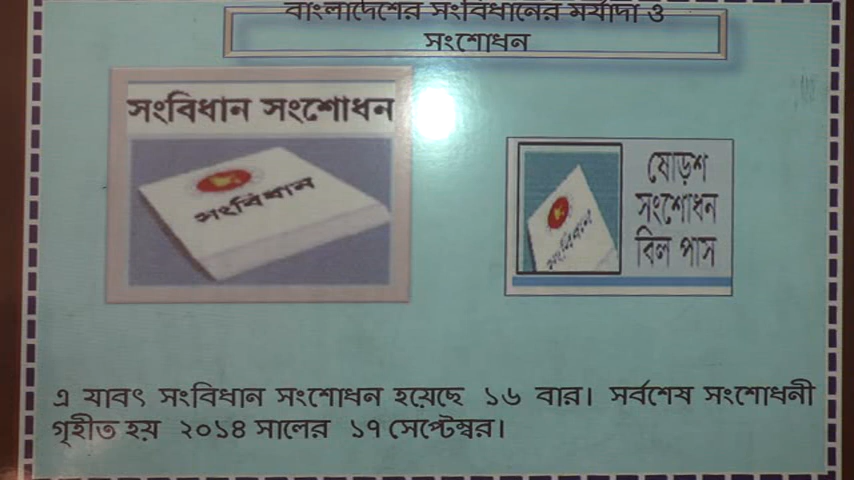 বাংলাদেশের সংবিধানের মর্যাদা ও
সংশোধন
সংবিধান সংশোধন
সংবিধান
ষোড়শ
সংশোধন
বিল পাস
সংবিধান
এ যাবৎ সংবিধান সংশোধন হয়েছে ১৬ বার। সর্বশেষ সংশোধনী
গৃহীত হয় ২০১৪ সালের ১৭ সেপ্টেম্বর।